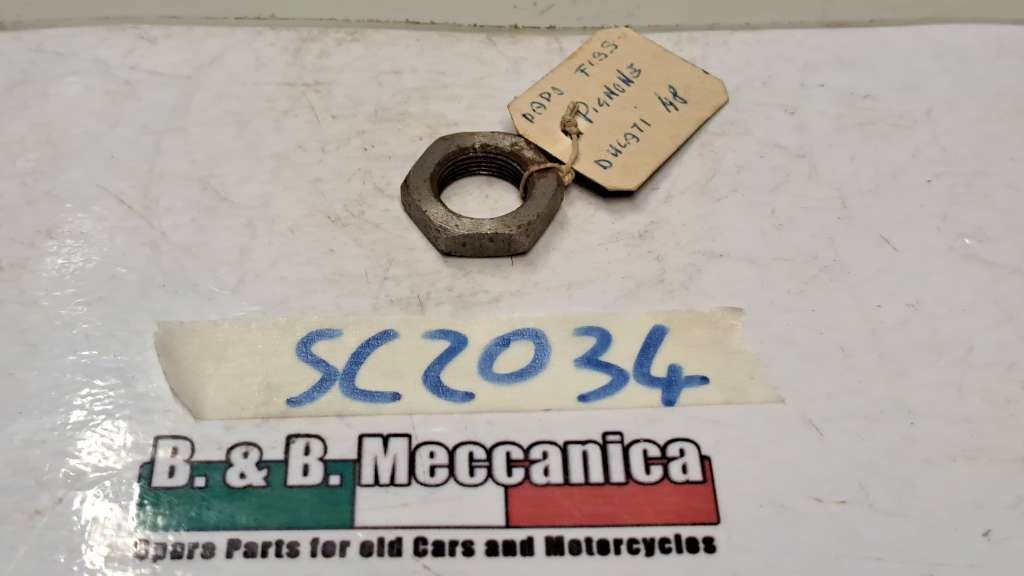 DADO FISS
PIGNONE
DUCATI 48
SC2034
B. & B. Meccanica
Spare Parts for old Cars and Motorcycles